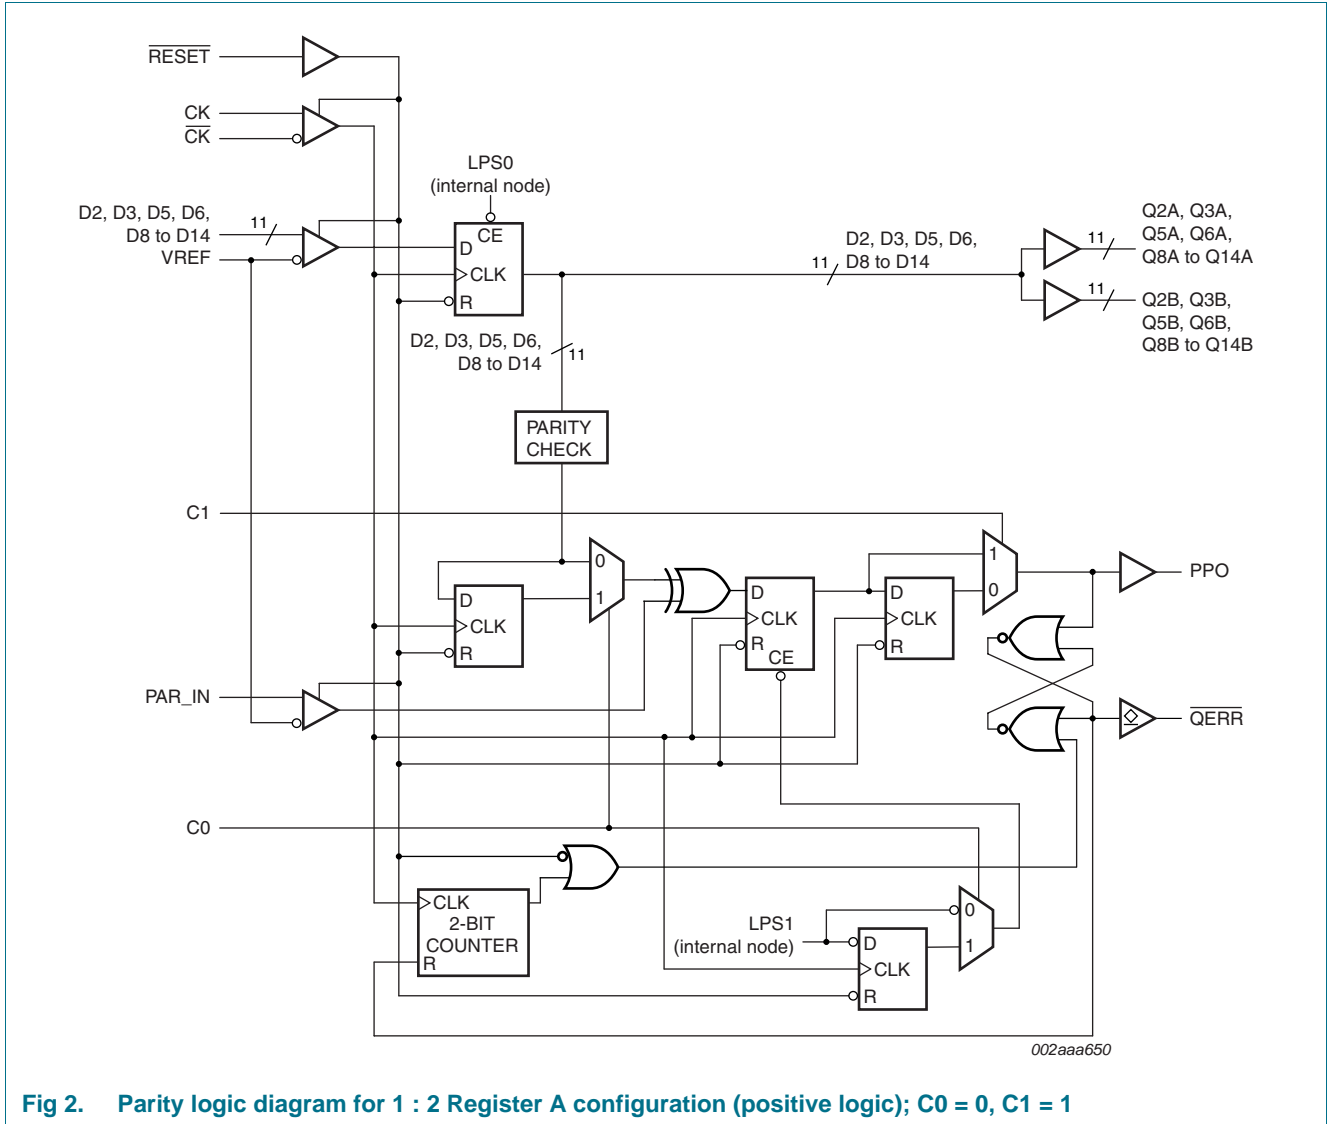 RESET
CK
CK
LPS0
(internal node)
D2, D3, D5, D6,
D8 to D14
11
VREF
CE
D
CLK
R
D2, D3, D5, D6,
D8 to D14
11
11
Q2A, Q3A,
Q5A, Q6A,
Q8A to Q14A
11
Q2B, Q3B,
Q5B, Q6B,
Q8B to Q14B
D2, D3, D5, D6,
D8 to D14
11
PARITY
CHECK
C1
0
1
D
CLK
R
D
CLK
R
CE
D
CLK
R
1
0
PPO
PAR_IN
QERR
C0
CLK
2-BIT
COUNTER
R
LPS1
(internal node)
D
CLK
R
0
1
002aaa650
Fig 2. Parity logic diagram for 1 : 2 Register A configuration (positive logic); C0 = 0, C1 = 1